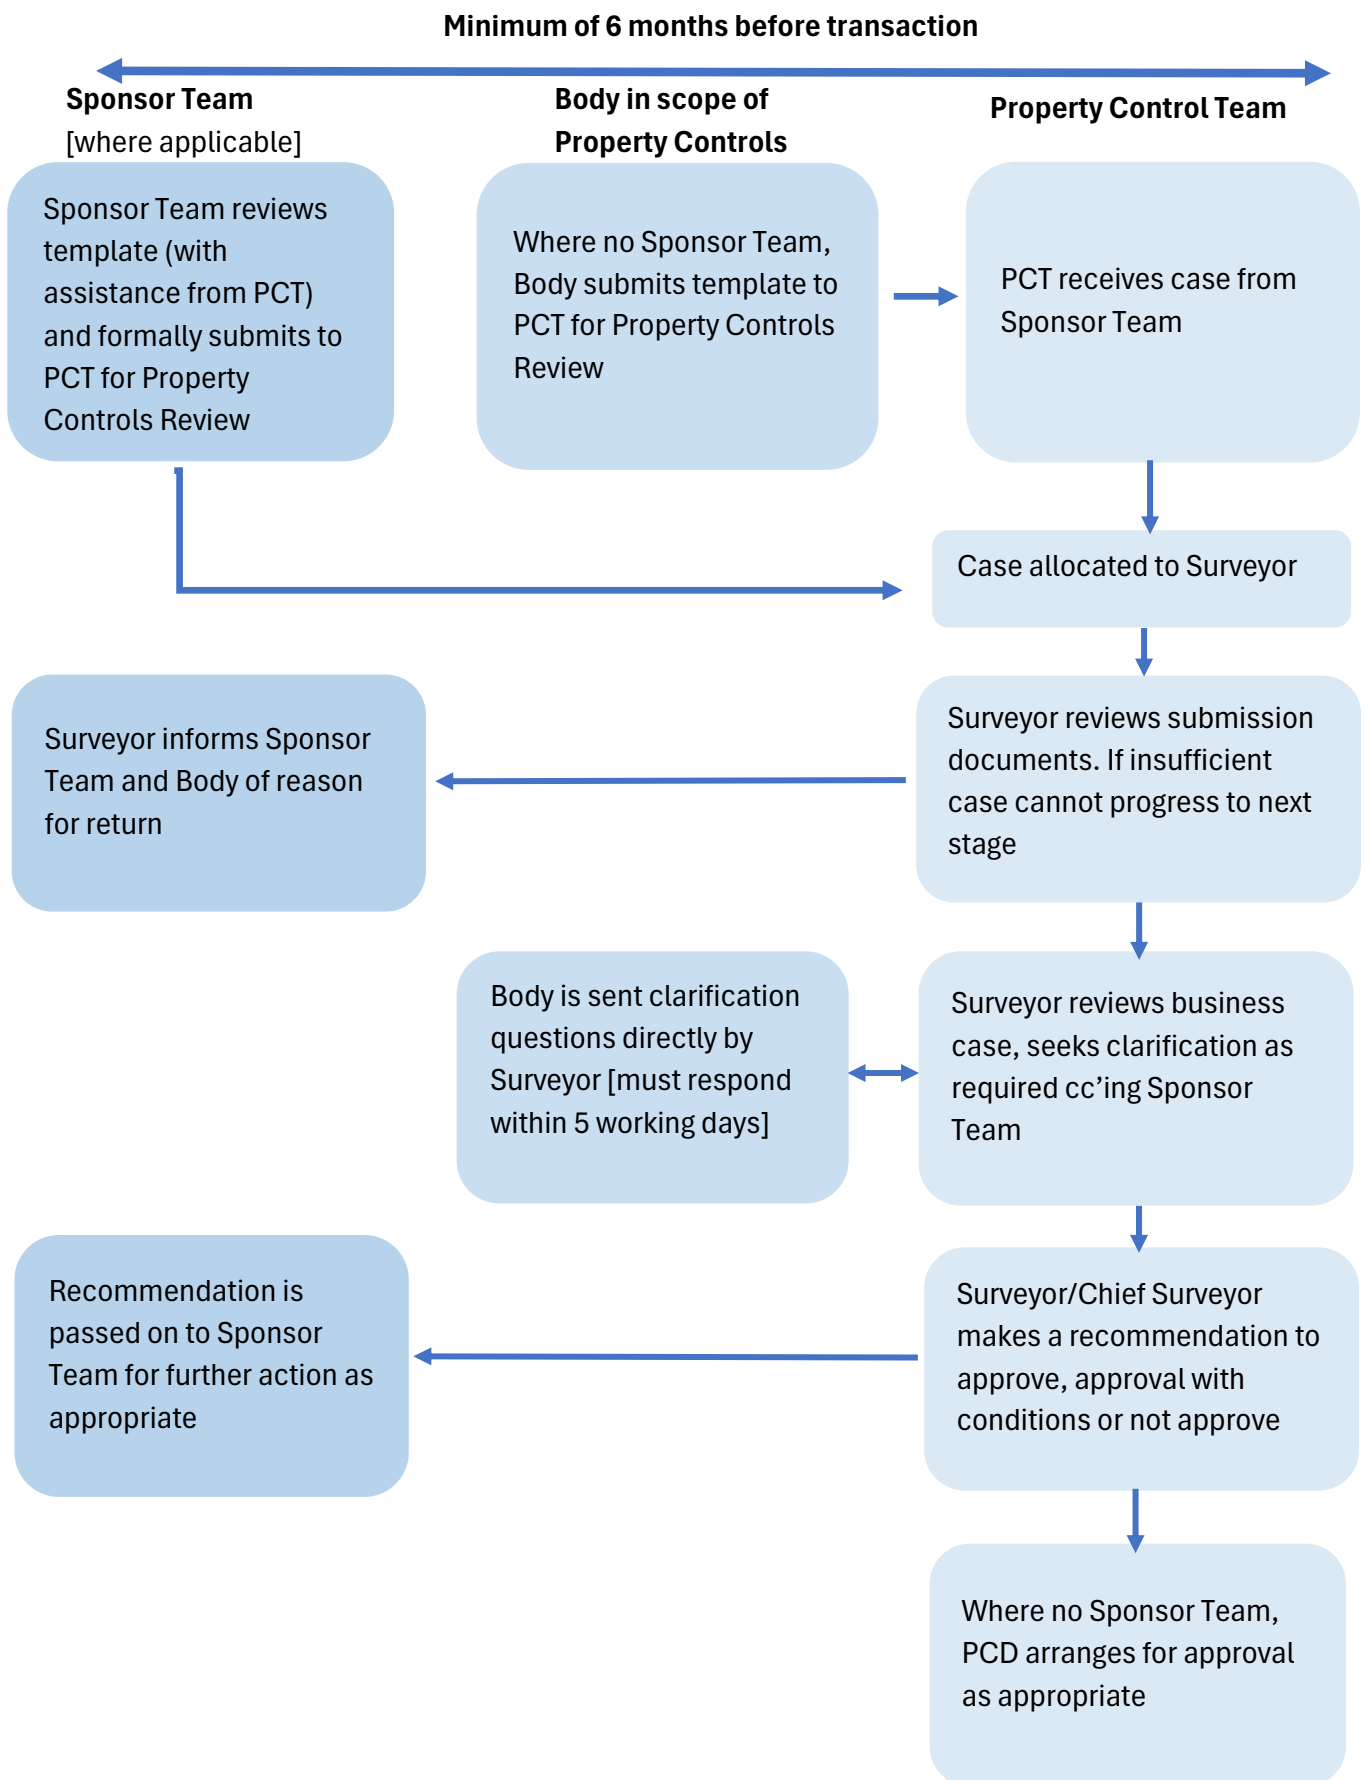 Minimum of 6 months before transaction
Sponsor Team
[where applicable]
Body in scope of
Property Controls
Property Control Team
Sponsor Team reviews
template (with
assistance from PCT)
and formally submits to
PCT for Property
Controls Review
Where no Sponsor Team,
Body submits template to
PCT for Property Controls
Review
PCT receives case from
Sponsor Team
Case allocated to Surveyor
Surveyor informs Sponsor
Team and Body of reason
for return
Surveyor reviews submission
documents. If insufficient
case cannot progress to next
stage
Body is sent clarification
questions directly by
Surveyor [must respond
within 5 working days]
Surveyor reviews business
case, seeks clarification as
required cc’ing Sponsor
Team
Recommendation is
passed on to Sponsor
Team for further action as
appropriate
Surveyor/Chief Surveyor
makes a recommendation to
approve, approval with
conditions or not approve
Where no Sponsor Team,
PCD arranges for approval
as appropriate